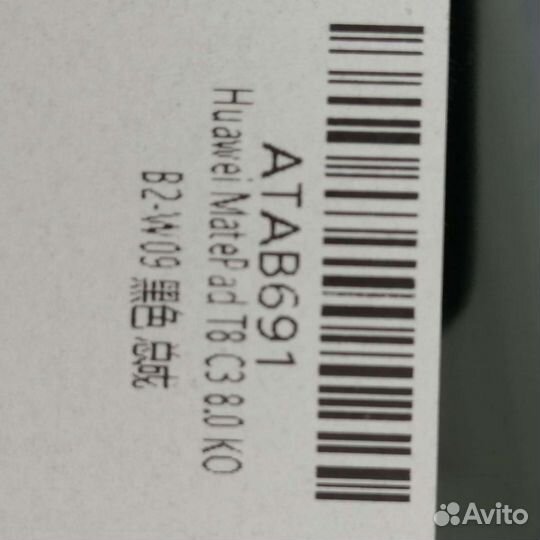 ATAB691
Huawei MatePad T8 C3 8.0 KO
B2-W09 黑色 总成
Avito